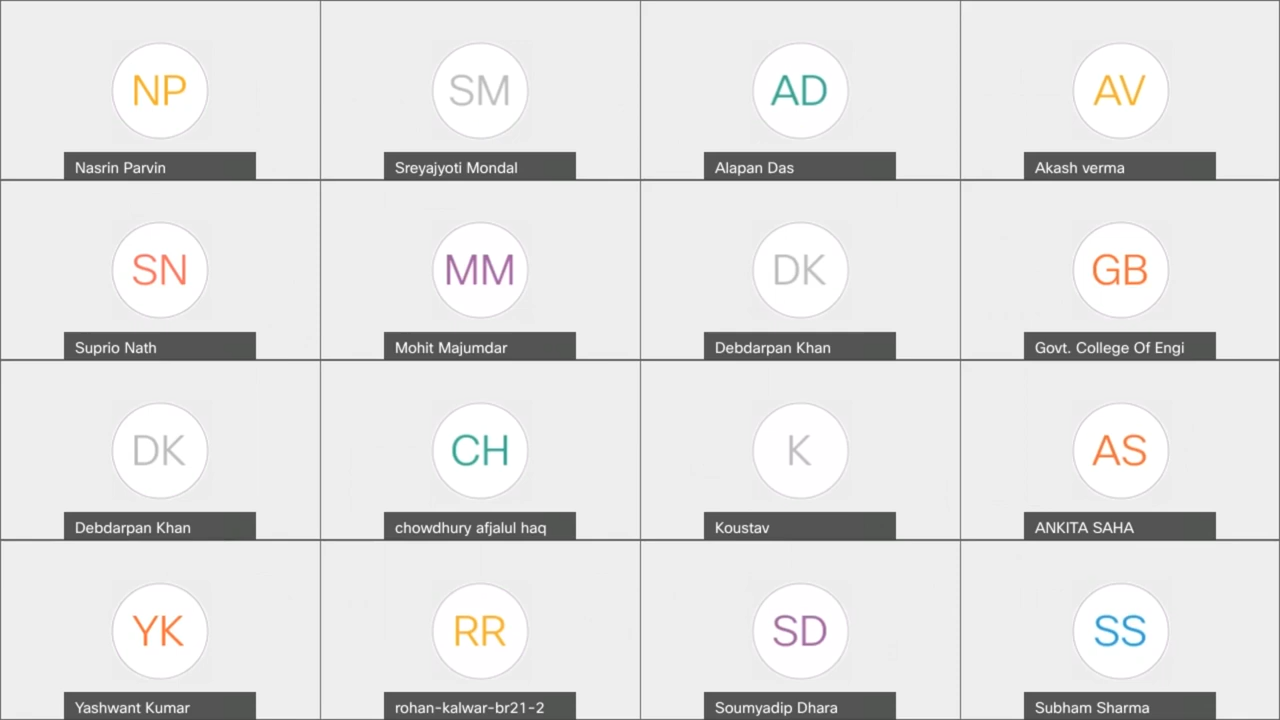 NP
Nasrin Parvin
SM
Sreyajyoti Mondal
AD
Alapan Das
AV
Akash verma
SN
Suprio Nath
MM
Mohit Majumdar
DK
Debdarpan Khan
GB
Govt. College Of Engi
DK
Debdarpan Khan
CH
chowdhury afjalul haq
K
Koustav
AS
ANKITA SAHA
YK
Yashwant Kumar
RR
rohan-kalwar-br21-2
SD
Soumyadip Dhara
SS
Subham Sharma